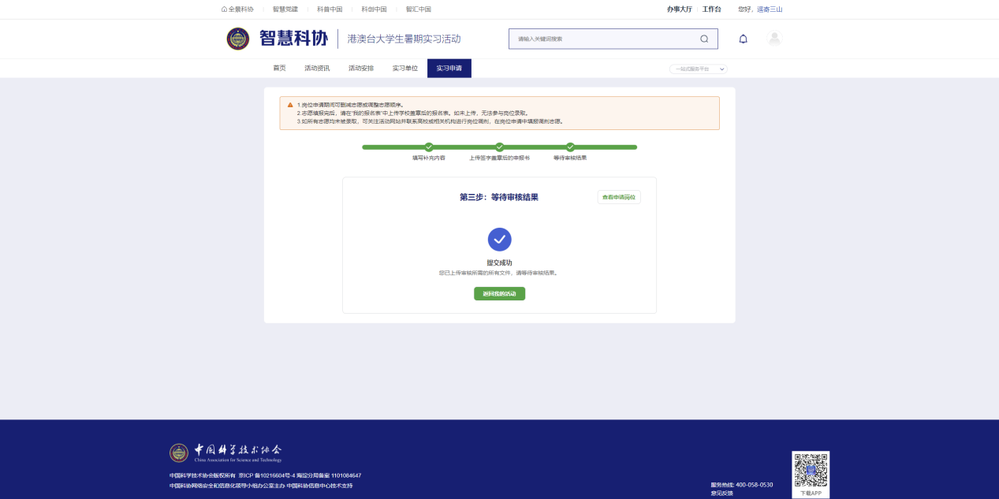 全景科协 智慧党建 科普中国 科创中国 智汇中国 办事大厅 工作台 您好, 逶寄三山
智慧科协 港澳台大学生暑期实习活动 请输入关键词搜索
首页 活动资讯 活动安排 实习单位 实习申请 一站式服务平台
1.岗位申请期间可删减志愿或调整志愿顺序。
2.志愿填报完后，请在"我的报名表"中上传学校盖章后的报名表。如未上传，无法参与岗位录取。
3.如所有志愿均未被录取，可关注活动网站并联系高校或相关机构进行岗位调剂，在岗位申请中填报调剂志愿。
填写补充内容 上传签字盖章后的申报书 等待审核结果
第三步：等待审核结果 查看申请岗位
提交成功
您已上传审核所需的所有文件，请等待审核结果。
返回我的活动
中国科学技术协会
China Association for Science and Technology
中国科学技术协会版权所有 京ICP 备10216604号-4 海淀分局备案 1101084647
中国科协网络安全和信息化领导小组办公室主办 中国科协信息中心技术支持
服务热线: 400-058-0530
意见反馈
下载APP